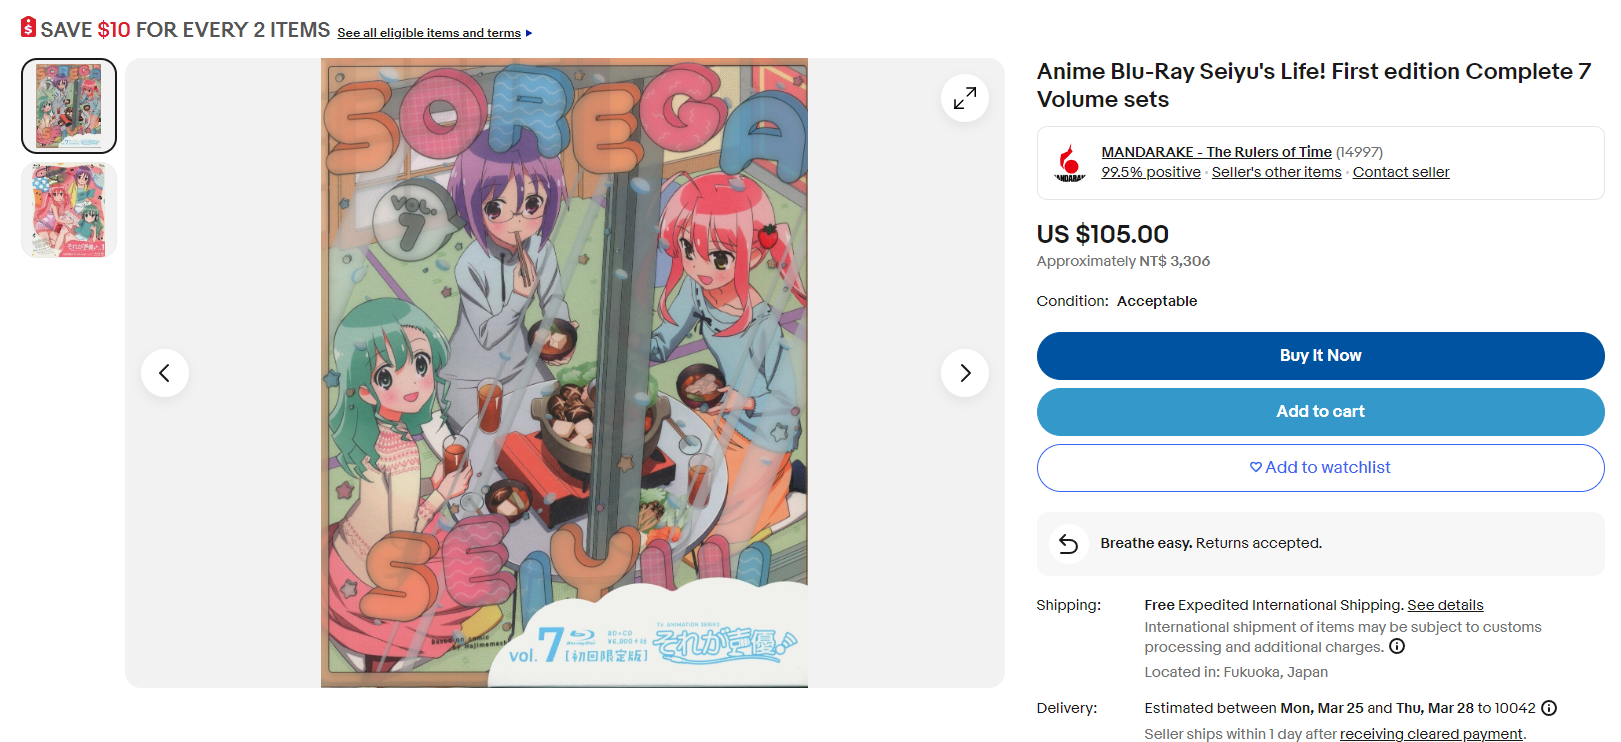 SAVE $10 FOR EVERY 2 ITEMS See all eligible items and terms
SOREGA
VOL.
7
SEIYUU
based on comic
by Hajimemashi
vol. 7 Blu-ray BD+CD ¥6,800+税
[初回限定版]
TV ANIMATION SERIES
それが声優!
Anime Blu-Ray Seiyu's Life! First edition Complete 7
Volume sets
MANDARAKE - The Rulers of Time (14997)
99.5% positive · Seller's other items · Contact seller
US $105.00
Approximately NT$ 3,306
Condition: Acceptable
Buy It Now
Add to cart
Add to watchlist
Breathe easy. Returns accepted.
Shipping: Free Expedited International Shipping. See details
International shipment of items may be subject to customs
processing and additional charges.
Located in: Fukuoka, Japan
Delivery: Estimated between Mon, Mar 25 and Thu, Mar 28 to 10042
Seller ships within 1 day after receiving cleared payment.